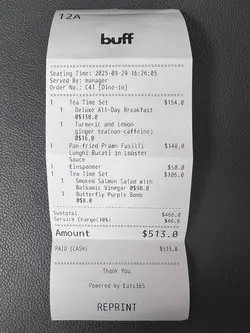 12A
buff
Seating Time: 2025-09-29 16:26:05
Served By: manager
Order No.: C41 [Dine-in]
1 Tea Time Set $154.0
1 Deluxe All-Day Breakfast
@$138.0
1 Turmeric and lemon
ginger tea(non-caffeine)
@$16.0
1 Pan-fried Prawn Fusilli $148.0
Lunghi Bucati in Lobster
Sauce
1 Einspanner $58.0
1 Tea Time Set $106.0
1 Smoked Salmon Salad with
Balsamic Vinegar @$98.0
1 Butterfly Purple Bomb
@$8.0
Subtotal $466.0
Service Charge(10%) $46.6
Amount $513.0
PAID (CASH) $513.0
Thank You
Powered by Eats365
REPRINT